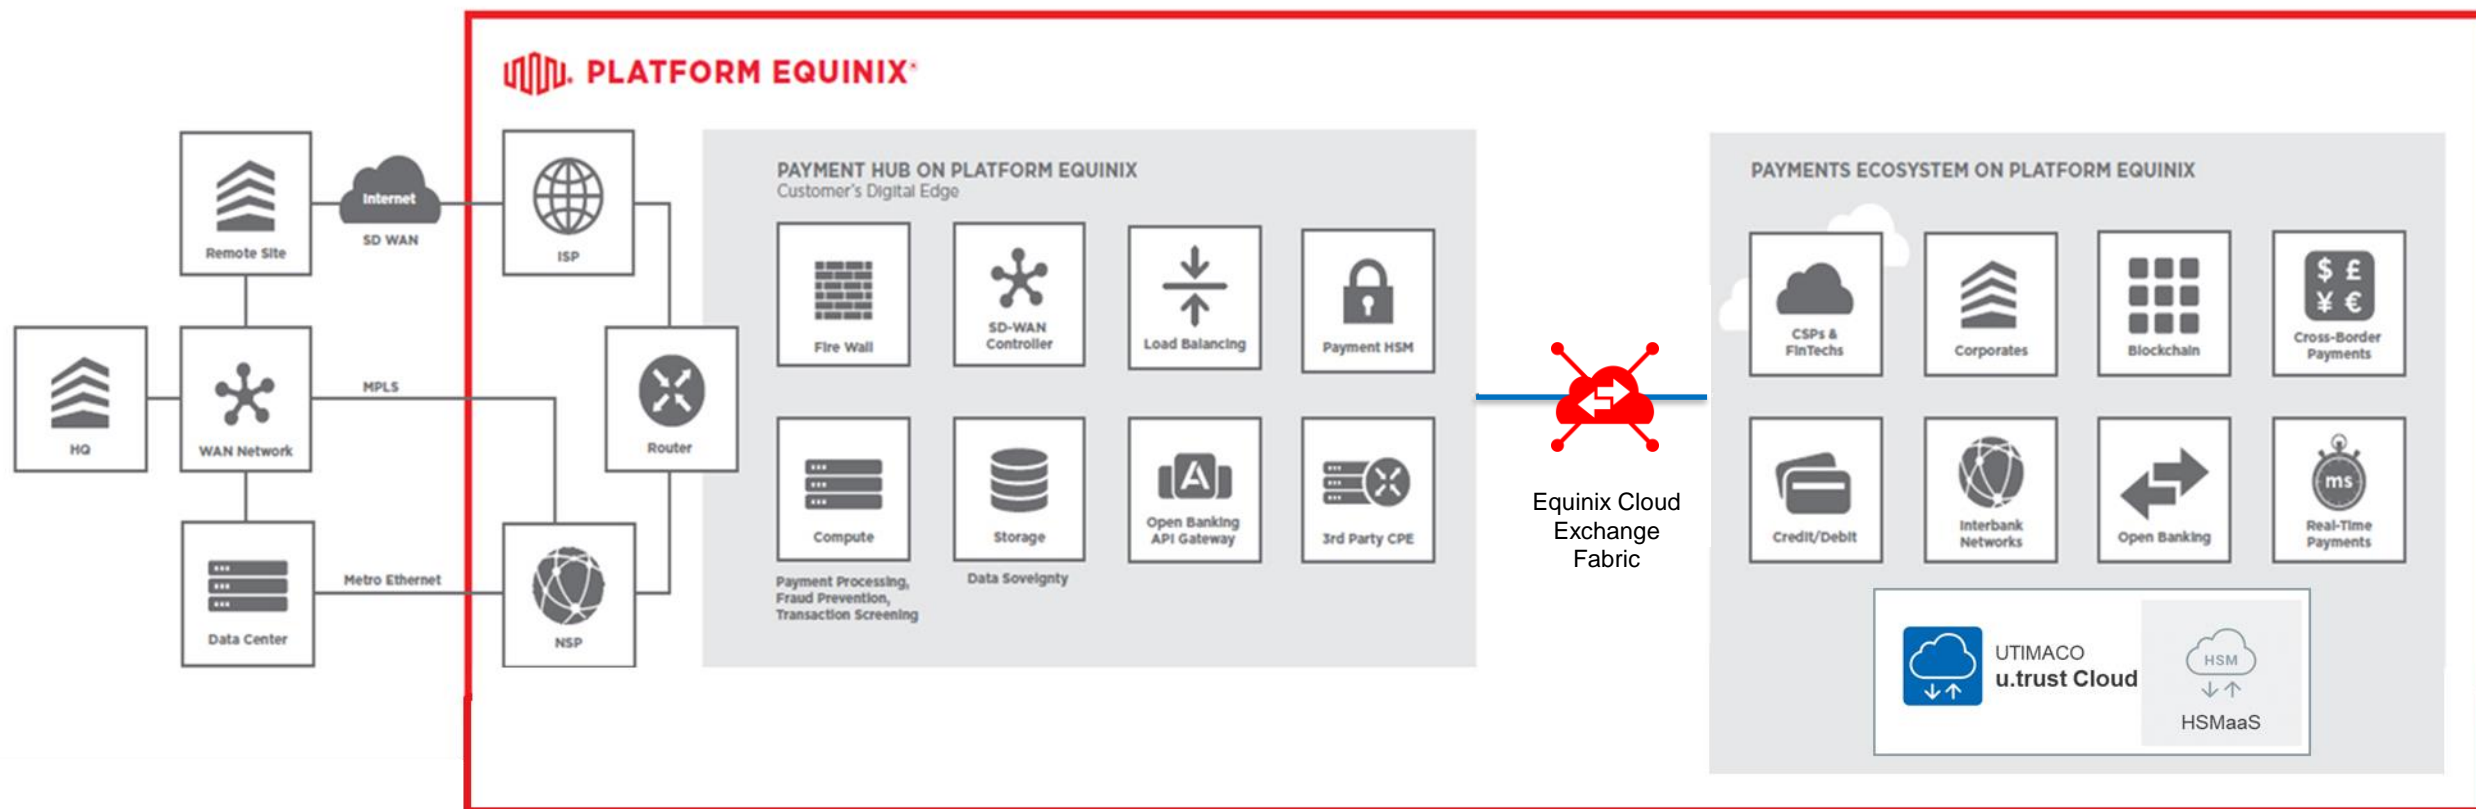 PLATFORM EQUINIX
Remote Site
Internet
SD WAN
ISP
HQ
WAN Network
MPLS
Router
Data Center
Metro Ethernet
NSP
PAYMENT HUB ON PLATFORM EQUINIX
Customer's Digital Edge
Fire Wall
SD-WAN
Controller
Load Balancing
Payment HSM
Compute
Storage
A
Open Banking
API Gateway
3rd Party CPE
Payment Processing,
Fraud Prevention,
Transaction Screening
Data Soveignty
Equinix Cloud
Exchange
Fabric
PAYMENTS ECOSYSTEM ON PLATFORM EQUINIX
CSPs &
FinTechs
Corporates
Blockchain
$ £
¥ €
Cross-Border
Payments
Credit/Debit
Interbank
Networks
Open Banking
ms
Real-Time
Payments
UTIMACO
u.trust Cloud
HSM
HSMaaS